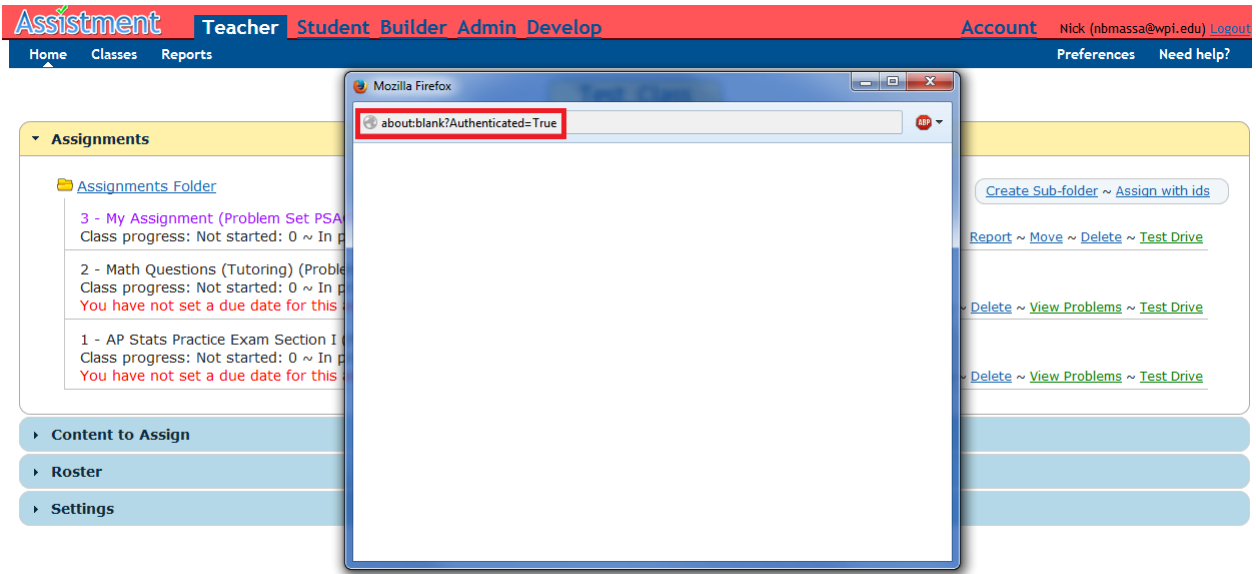 Assistment Teacher Student Builder Admin Develop Account Nick (nbmassa@wpi.edu) Logout
Home Classes Reports Preferences Need help?
Mozilla Firefox
Test Class
about:blank?Authenticated=True
ABP
Assignments
Assignments Folder
Create Sub-folder ~ Assign with ids
3 - My Assignment (Problem Set
Class progress: Not started: 0 ~ In
Report ~ Move ~ Delete ~ Test Drive
2 - Math Questions (Tutoring)
Class progress: Not started: 0 ~ In
You have not set a due date for this
~ Delete ~ View Problems ~ Test Drive
1 - AP Stats Practice Exam Section I
Class progress: Not started: 0 ~ In
You have not set a due date for this
~ Delete ~ View Problems ~ Test Drive
Content to Assign
Roster
Settings